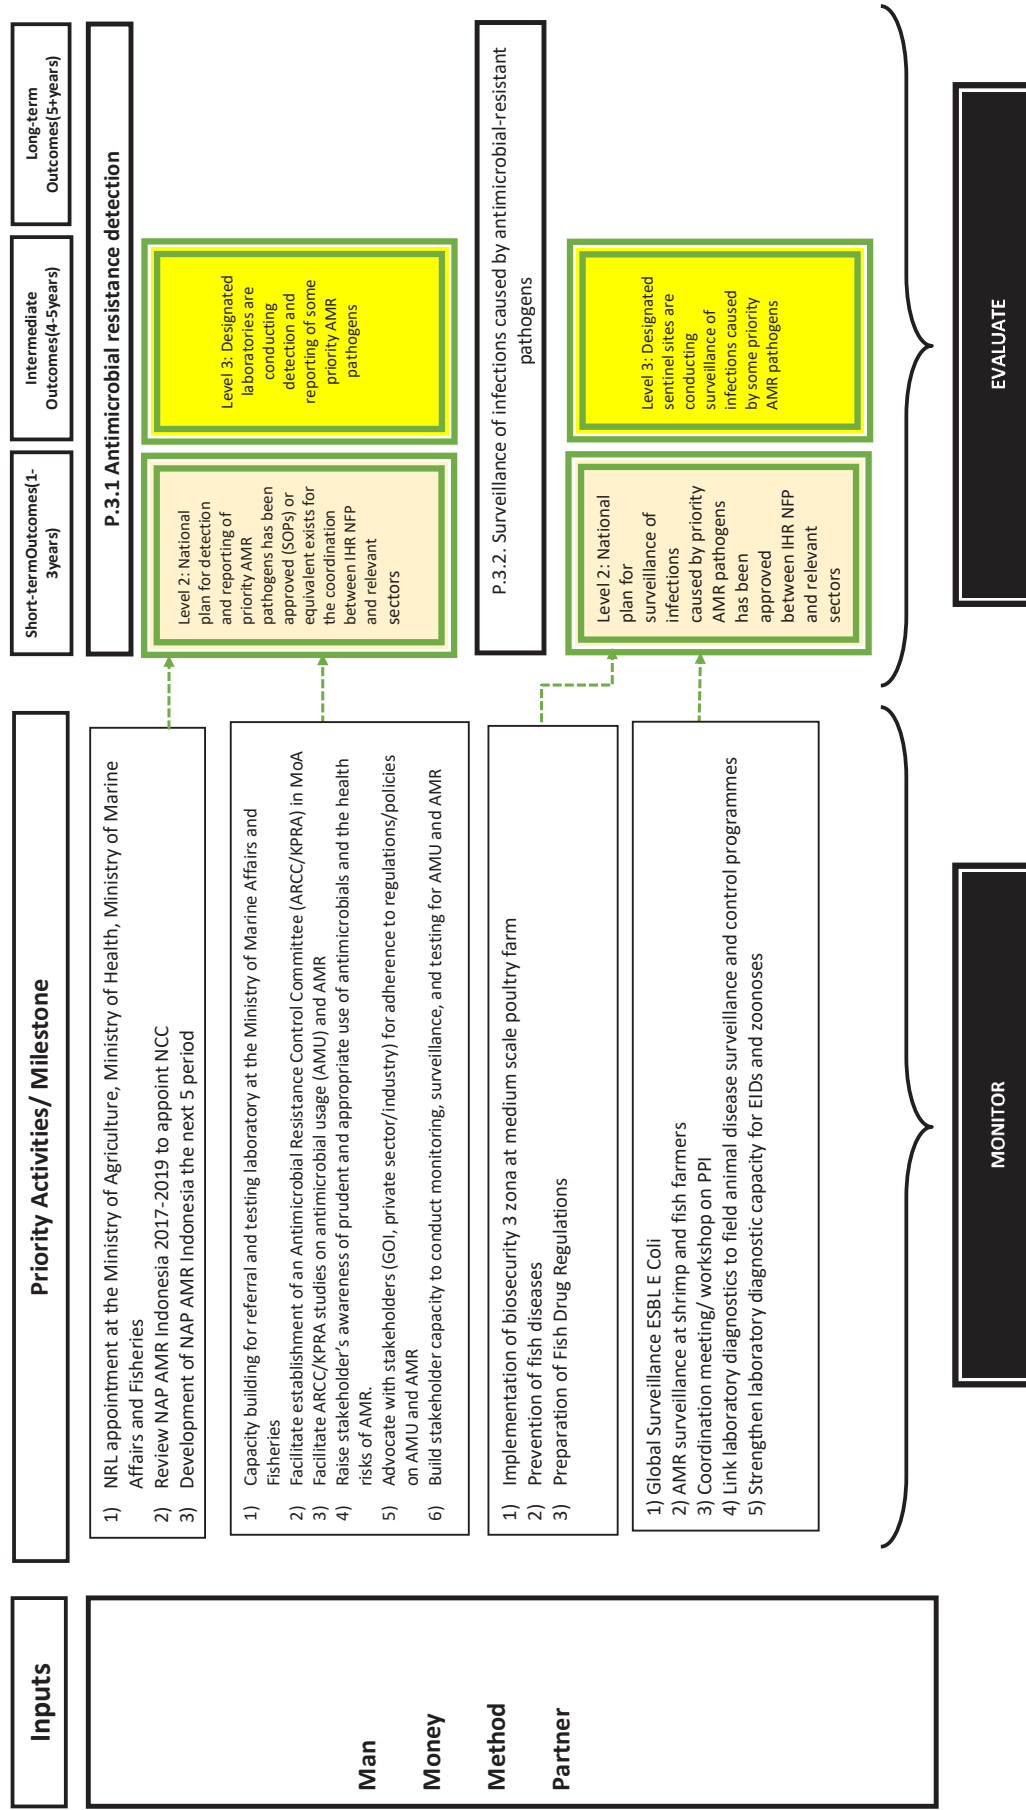 Inputs
Man
Money
Method
Partner
Priority Activities/ Milestone
1) NRL appointment at the Ministry of Agriculture, Ministry of Health, Ministry of Marine
Affairs and Fisheries
2) Review NAP AMR Indonesia 2017-2019 to appoint NCC
3) Development of NAP AMR Indonesia the next 5 period
1) Capacity building for referral and testing laboratory at the Ministry of Marine Affairs and
Fisheries
2) Facilitate establishment of an Antimicrobial Resistance Control Committee (ARCC/KPRA) in MoA
3) Facilitate ARCC/KPRA studies on antimicrobial usage (AMU) and AMR
4) Raise stakeholder's awareness of prudent and appropriate use of antimicrobials and the health
risks of AMR.
5) Advocate with stakeholders (GOI, private sector/industry) for adherence to regulations/policies
on AMU and AMR
6) Build stakeholder capacity to conduct monitoring, surveillance, and testing for AMU and AMR
1) Implementation of biosecurity 3 zona at medium scale poultry farm
2) Prevention of fish diseases
3) Preparation of Fish Drug Regulations
1) Global Surveillance ESBL E Coli
2) AMR surveillance at shrimp and fish farmers
3) Coordination meeting/ workshop on PPI
4) Link laboratory diagnostics to field animal disease surveillance and control programmes
5) Strengthen laboratory diagnostic capacity for EIDs and zoonoses
MONITOR
Short-termOutcomes(1-
3years)
Intermediate
Outcomes(4-5years)
Long-term
Outcomes(5+years)
P.3.1 Antimicrobial resistance detection
Level 2: National
plan for detection
and reporting of
priority AMR
pathogens has been
approved (SOPs) or
equivalent exists for
the coordination
between IHR NFP
and relevant
sectors
Level 3: Designated
laboratories are
conducting
detection and
reporting of some
priority AMR
pathogens
P.3.2. Surveillance of infections caused by antimicrobial-resistant
pathogens
Level 2: National
plan for
surveillance of
infections
caused by priority
AMR pathogens
has been
approved
between IHR NFP
and relevant
sectors
Level 3: Designated
sentinel sites are
conducting
surveillance of
infections caused
by some priority
AMR pathogens
EVALUATE